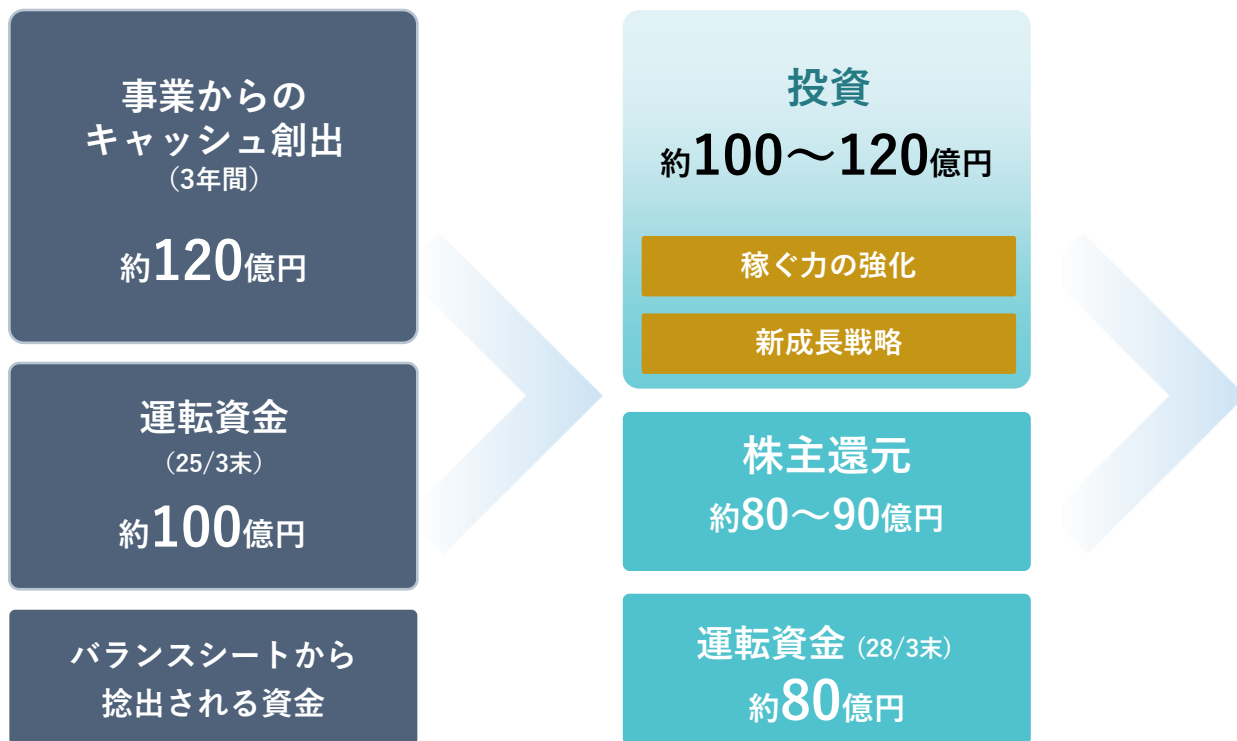 事業からの
キャッシュ創出
（3年間）
約120億円
運転資金
（25/3末）
約100億円
バランスシートから
捻出される資金
投資
約100～120億円
稼ぐ力の強化
新成長戦略
株主還元
約80～90億円
運転資金（28/3末）
約80億円